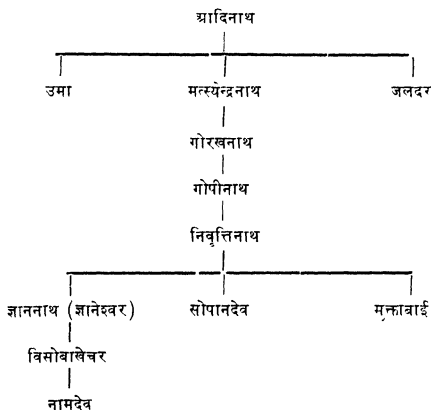 आदिनाथ
उमा मत्स्येन्द्रनाथ जलदर
गोरखनाथ
गोपीनाथ
निवृत्तिनाथ
ज्ञाननाथ (ज्ञानेश्वर) सोपानदेव मुक्ताबाई
विसोबाखेचर
नामदेव